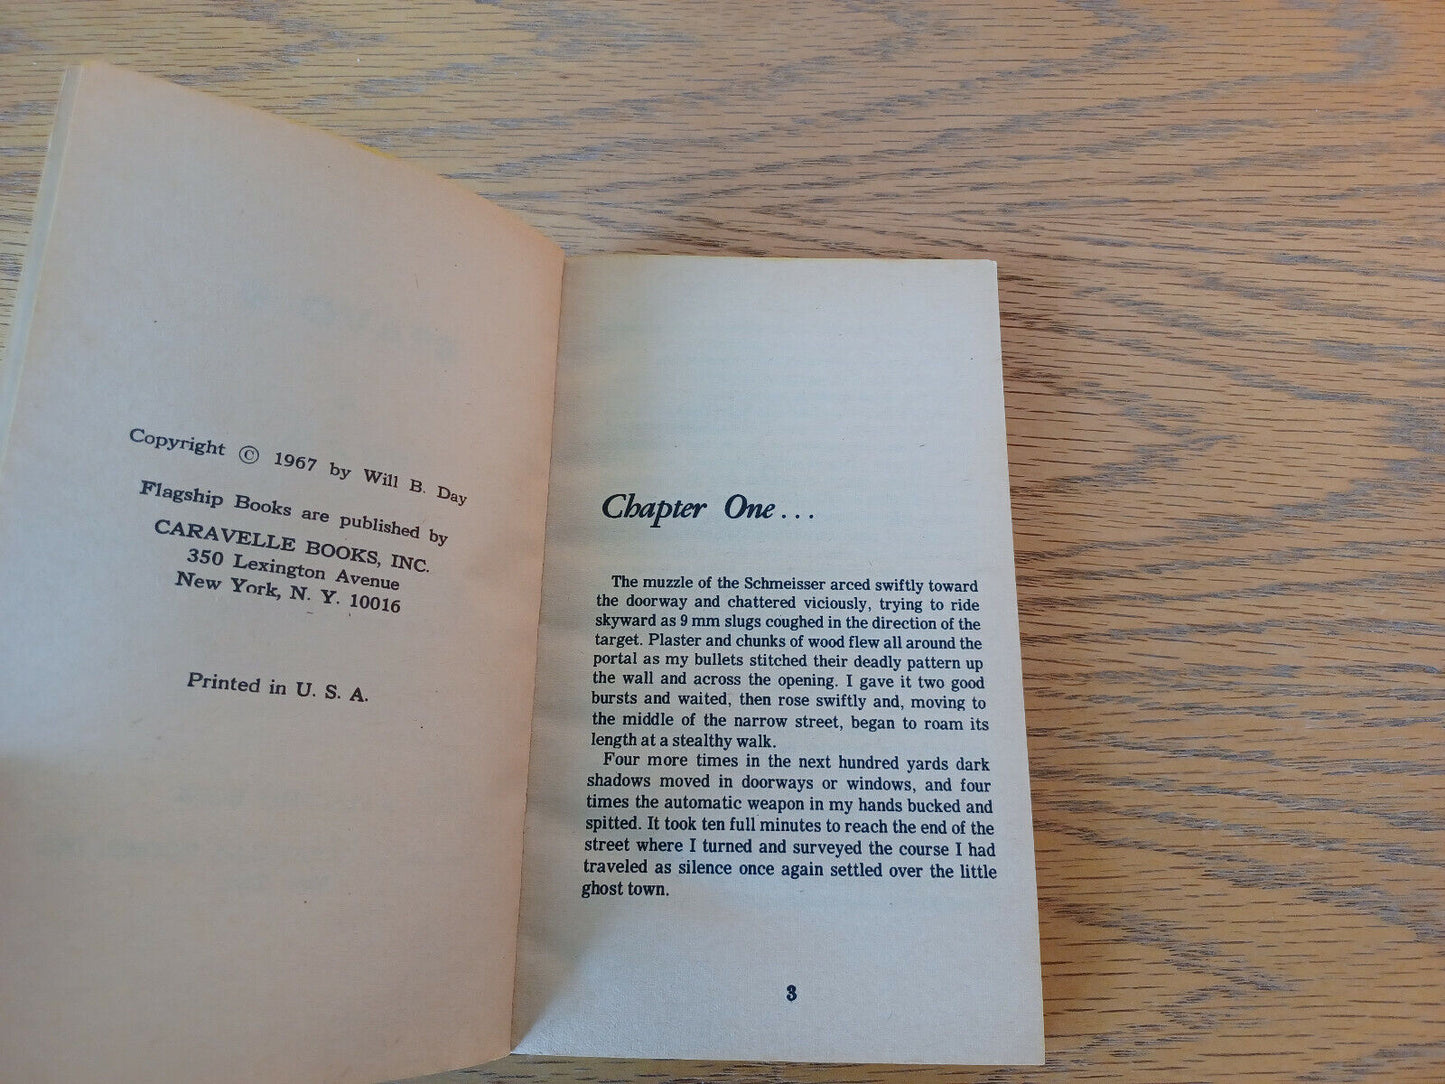 Copyright © 1967 by Will B. Day
Flagship Books are published by
CARAVELLE BOOKS, INC.
350 Lexington Avenue
New York, N. Y. 10016
Printed in U. S. A.
Chapter One...
The muzzle of the Schmeisser arced swiftly toward
the doorway and chattered viciously, trying to ride
skyward as 9 mm slugs coughed in the direction of the
target. Plaster and chunks of wood flew all around the
portal as my bullets stitched their deadly pattern up
the wall and across the opening. I gave it two good
bursts and waited, then rose swiftly and, moving to
the middle of the narrow street, began to roam its
length at a stealthy walk.
Four more times in the next hundred yards dark
shadows moved in doorways or windows, and four
times the automatic weapon in my hands bucked and
spitted. It took ten full minutes to reach the end of the
street where I turned and surveyed the course I had
traveled as silence once again settled over the little
ghost town.
3